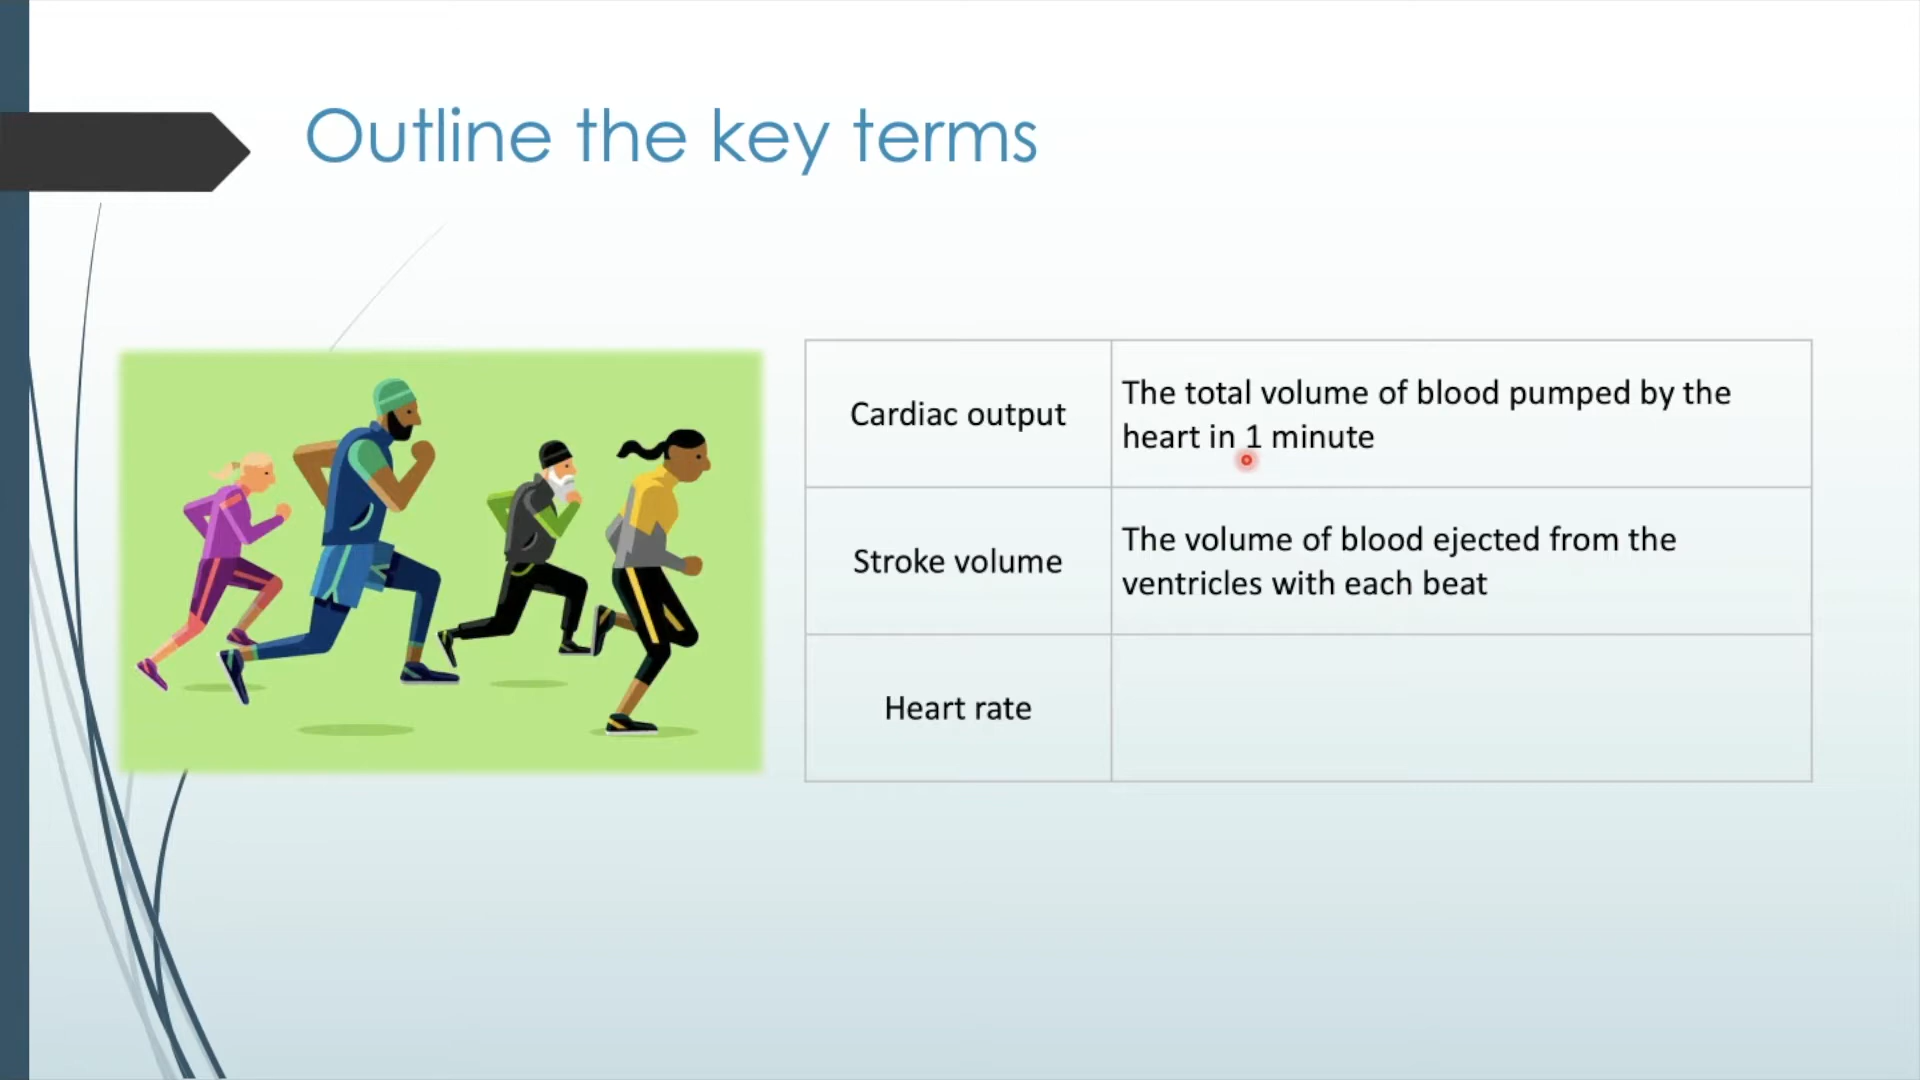 Outline the key terms
Cardiac output
The total volume of blood pumped by the
heart in 1 minute
Stroke volume
The volume of blood ejected from the
ventricles with each beat
Heart rate